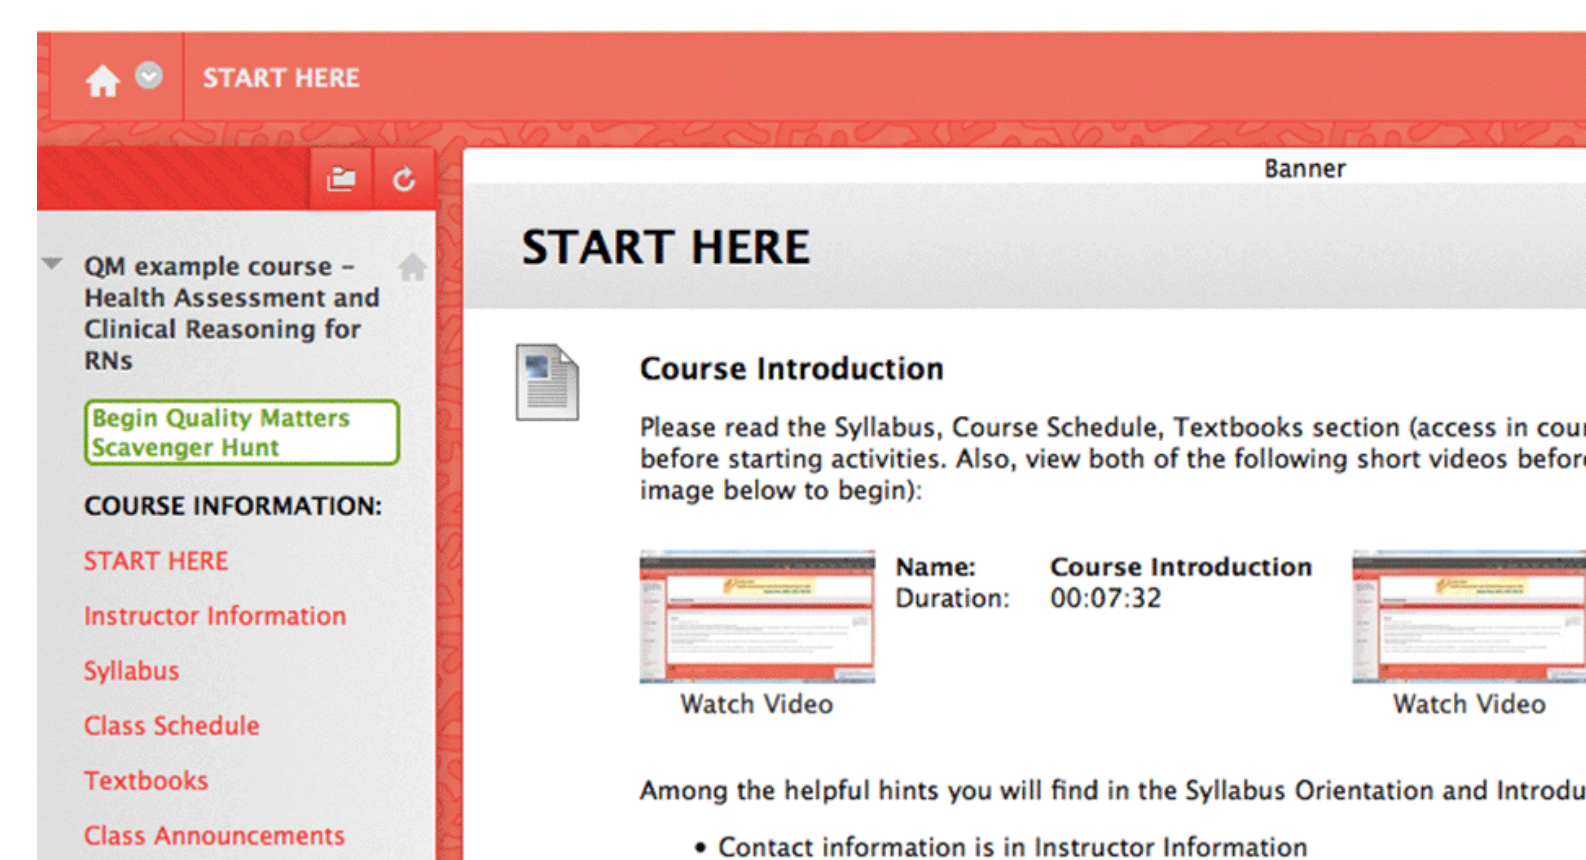 START HERE
Banner
START HERE
QM example course –
Health Assessment and
Clinical Reasoning for
RNs
Begin Quality Matters
Scavenger Hunt
COURSE INFORMATION:
START HERE
Instructor Information
Syllabus
Class Schedule
Textbooks
Class Announcements
Course Introduction
Please read the Syllabus, Course Schedule, Textbooks section (access in
before starting activities. Also, view both of the following short videos
image below to begin):
Name: Course Introduction
Duration: 00:07:32
Watch Video
Watch Video
Among the helpful hints you will find in the Syllabus Orientation and
• Contact information is in Instructor Information